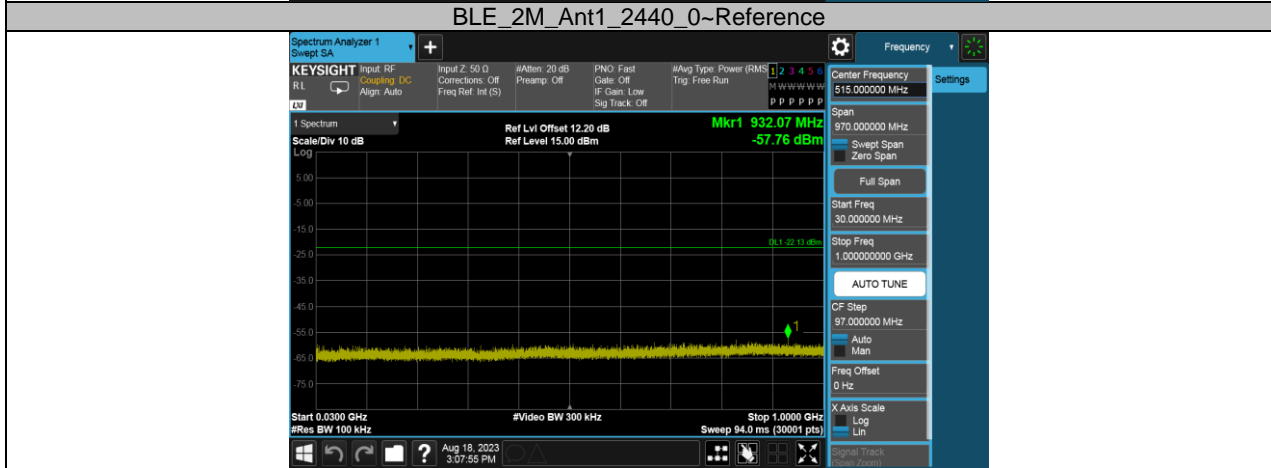 BLE_2M_Ant1_2440_0~Reference
Spectrum Analyzer 1
Swept SA
+
Frequency
KEYSIGHT
RL
LXI
Input: RF
Coupling: DC
Align: Auto
Input Z: 50 Ω
Corrections: Off
Freq Ref: Int (S)
#Atten: 20 dB
Preamp: Off
PNO: Fast
Gate: Off
IF Gain: Low
Sig Track: Off
#Avg Type: Power (RMS
Trig: Free Run
1 2 3 4 5 6
M W W W W W
P P P P P P
Center Frequency
515.000000 MHz
Settings
Span
970.000000 MHz
Swept Span
Zero Span
Full Span
Start Freq
30.000000 MHz
Stop Freq
1.000000000 GHz
AUTO TUNE
CF Step
97.000000 MHz
Auto
Man
Freq Offset
0 Hz
X Axis Scale
Log
Lin
Signal Track
(Span Zoom)
1 Spectrum
Scale/Div 10 dB
Ref Lvl Offset 12.20 dB
Ref Level 15.00 dBm
Mkr1 932.07 MHz
-57.76 dBm
Log
5.00
-5.00
-15.0
DL1 -22.13 dBm
-25.0
-35.0
-45.0
1
-55.0
-65.0
-75.0
Start 0.0300 GHz
#Video BW 300 kHz
Stop 1.0000 GHz
#Res BW 100 kHz
Sweep 94.0 ms (30001 pts)
?
Aug 18, 2023
3:07:55 PM